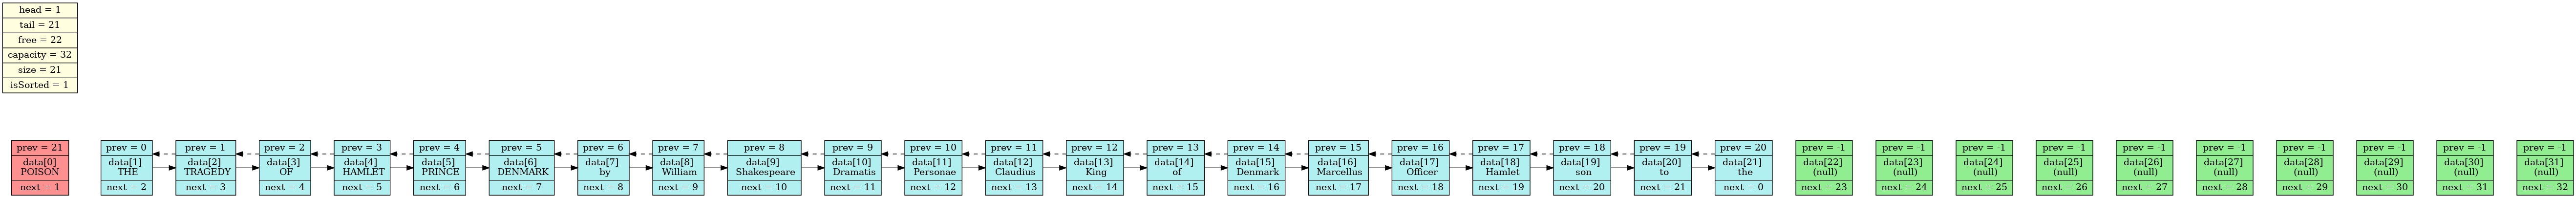 head = 1
tail = 21
free = 22
capacity = 32
size = 21
isSorted = 1
prev = 21
data[0]
POISON
next = 1
prev = 0
data[1]
THE
next = 2
prev = 1
data[2]
TRAGEDY
next = 3
prev = 2
data[3]
OF
next = 4
prev = 3
data[4]
HAMLET
next = 5
prev = 4
data[5]
PRINCE
next = 6
prev = 5
data[6]
DENMARK
next = 7
prev = 6
data[7]
by
next = 8
prev = 7
data[8]
William
next = 9
prev = 8
data[9]
Shakespeare
next = 10
prev = 9
data[10]
Dramatis
next = 11
prev = 10
data[11]
Personae
next = 12
prev = 11
data[12]
Claudius
next = 13
prev = 12
data[13]
King
next = 14
prev = 13
data[14]
of
next = 15
prev = 14
data[15]
Denmark
next = 16
prev = 15
data[16]
Marcellus
next = 17
prev = 16
data[17]
Officer
next = 18
prev = 17
data[18]
Hamlet
next = 19
prev = 18
data[19]
son
next = 20
prev = 19
data[20]
to
next = 21
prev = 20
data[21]
the
next = 0
prev = -1
data[22]
(null)
next = 23
prev = -1
data[23]
(null)
next = 24
prev = -1
data[24]
(null)
next = 25
prev = -1
data[25]
(null)
next = 26
prev = -1
data[26]
(null)
next = 27
prev = -1
data[27]
(null)
next = 28
prev = -1
data[28]
(null)
next = 29
prev = -1
data[29]
(null)
next = 30
prev = -1
data[30]
(null)
next = 31
prev = -1
data[31]
(null)
next = 32